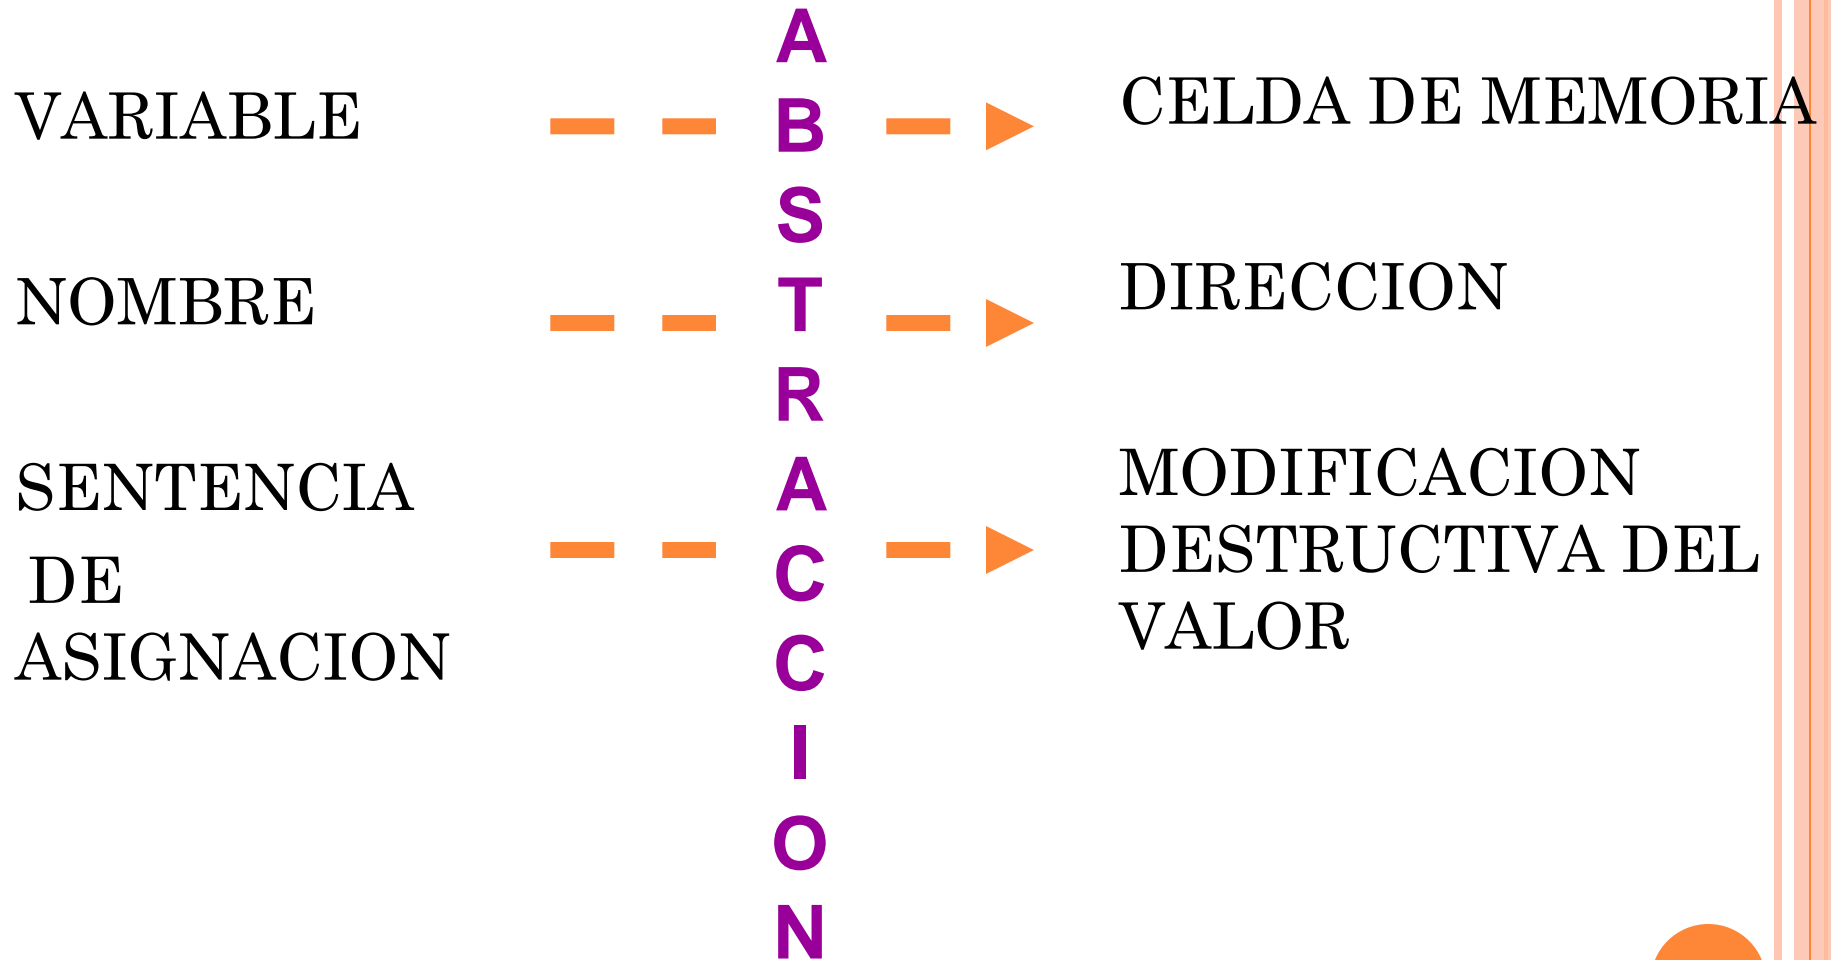 VARIABLE
CELDA DE MEMORIA
NOMBRE
DIRECCION
SENTENCIA
DE
ASIGNACION
MODIFICACION
DESTRUCTIVA DEL
VALOR
A
B
S
T
R
A
C
C
I
O
N